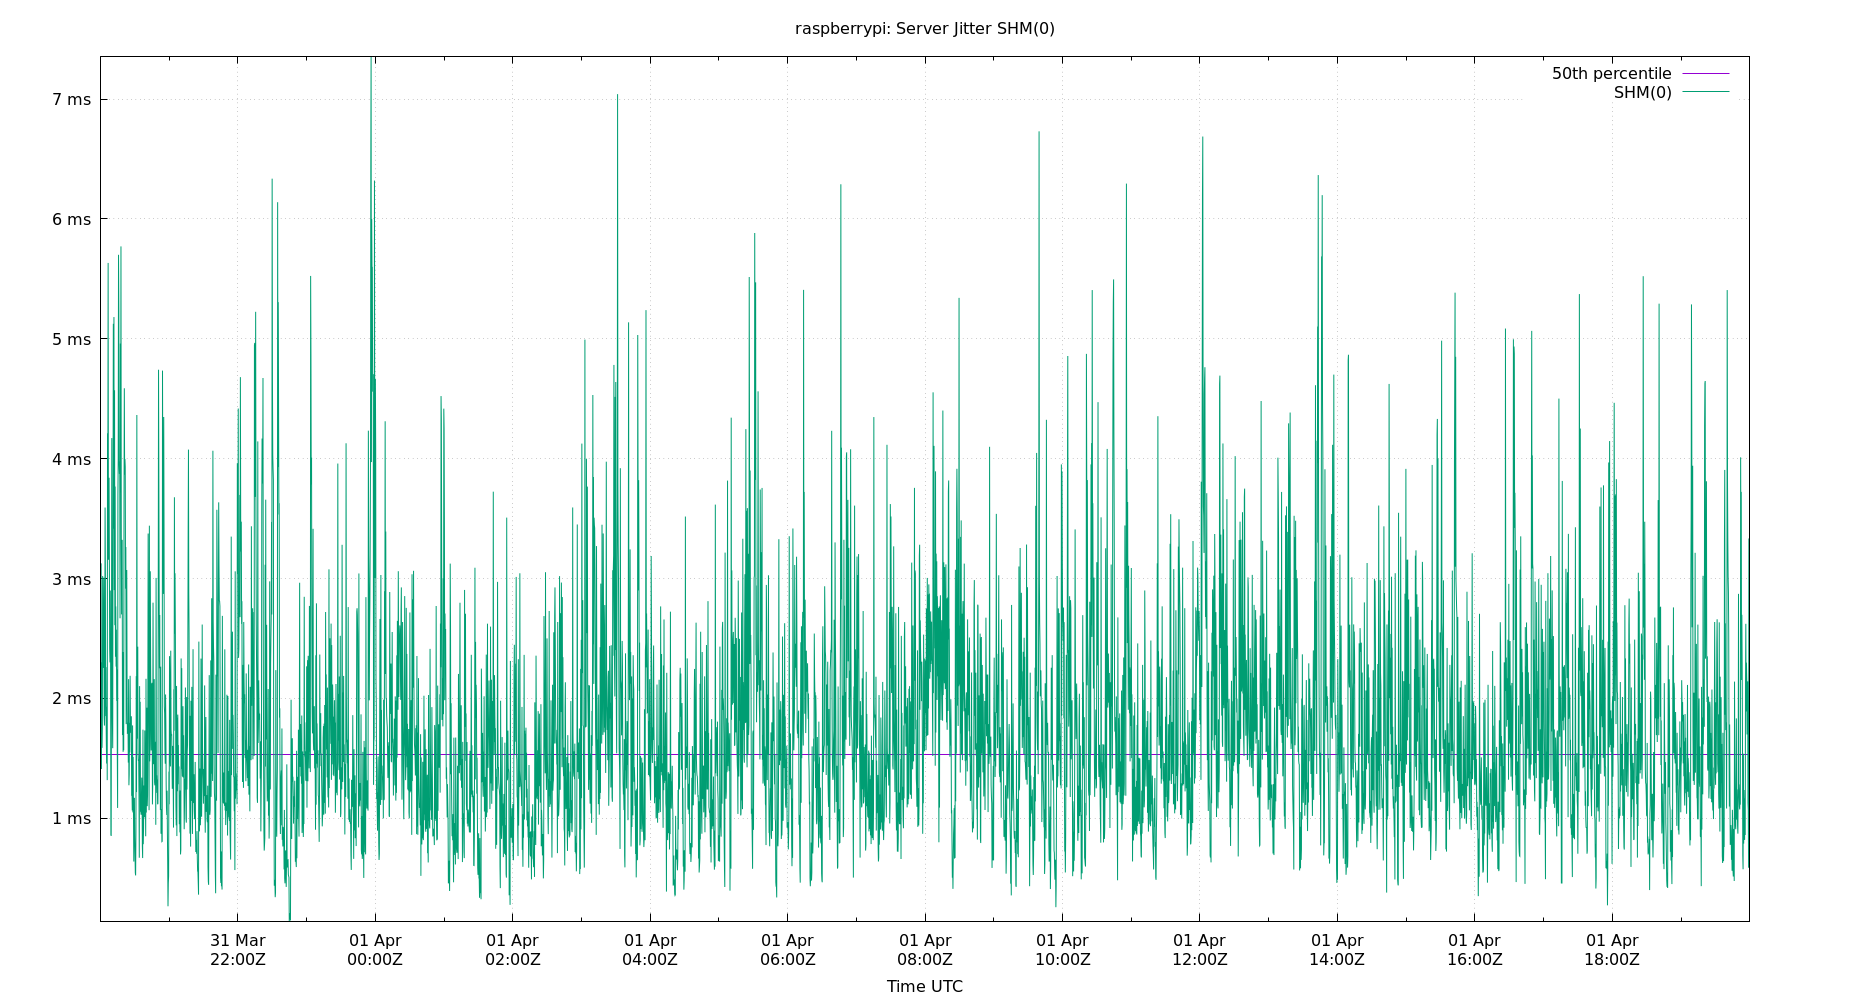 raspberrypi: Server Jitter SHM(0)
50th percentile
SHM(0)
7 ms
6 ms
5 ms
4 ms
3 ms
2 ms
1 ms
31 Mar 01 Apr 01 Apr 01 Apr 01 Apr 01 Apr 01 Apr 01 Apr 01 Apr 01 Apr 01 Apr
22:00Z 00:00Z 02:00Z 04:00Z 06:00Z 08:00Z 10:00Z 12:00Z 14:00Z 16:00Z 18:00Z
Time UTC